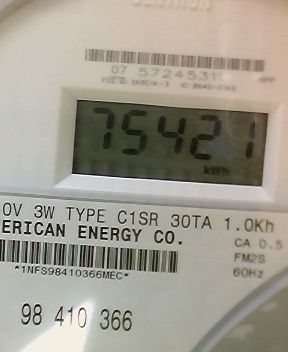 07 57245311
75421
kWh
0V 3W TYPE C1SR 30TA 1.0Kh
ERICAN ENERGY CO.
CA 0.5
FM2S
60Hz
*1NFS98410366MEC*
98 410 366